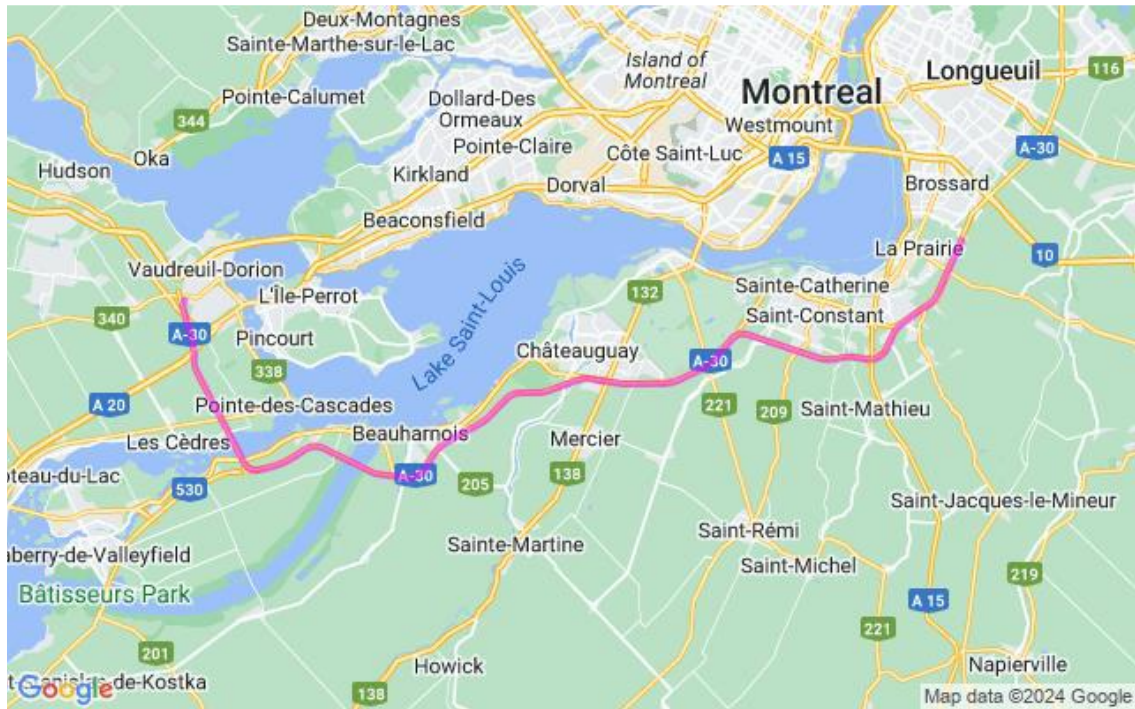 Deux-Montagnes
Sainte-Marthe-sur-le-Lac
Island of
Montreal
Longueuil
116
Pointe-Calumet
Dollard-Des
Ormeaux
Montreal
344
Westmount
Oka
Pointe-Claire
Côte Saint-Luc
A 15
A-30
Hudson
Kirkland
Dorval
Brossard
Beaconsfield
La Prairie
10
Vaudreuil-Dorion
L'Île-Perrot
132
Sainte-Catherine
340
A-30
Pincourt
Lake Saint-Louis
Saint-Constant
338
Châteauguay
A-30
A 20
Pointe-des-Cascades
221
209
Saint-Mathieu
Les Cèdres
Beauharnois
Mercier
oteau-du-Lac
530
A-30
205
138
Saint-Jacques-le-Mineur
aberry-de-Valleyfield
Sainte-Martine
Saint-Rémi
Saint-Michel
219
Bâtisseurs Park
A 15
201
221
Howick
Napierville
de-Kostka
138
Google
Map data ©2024 Google